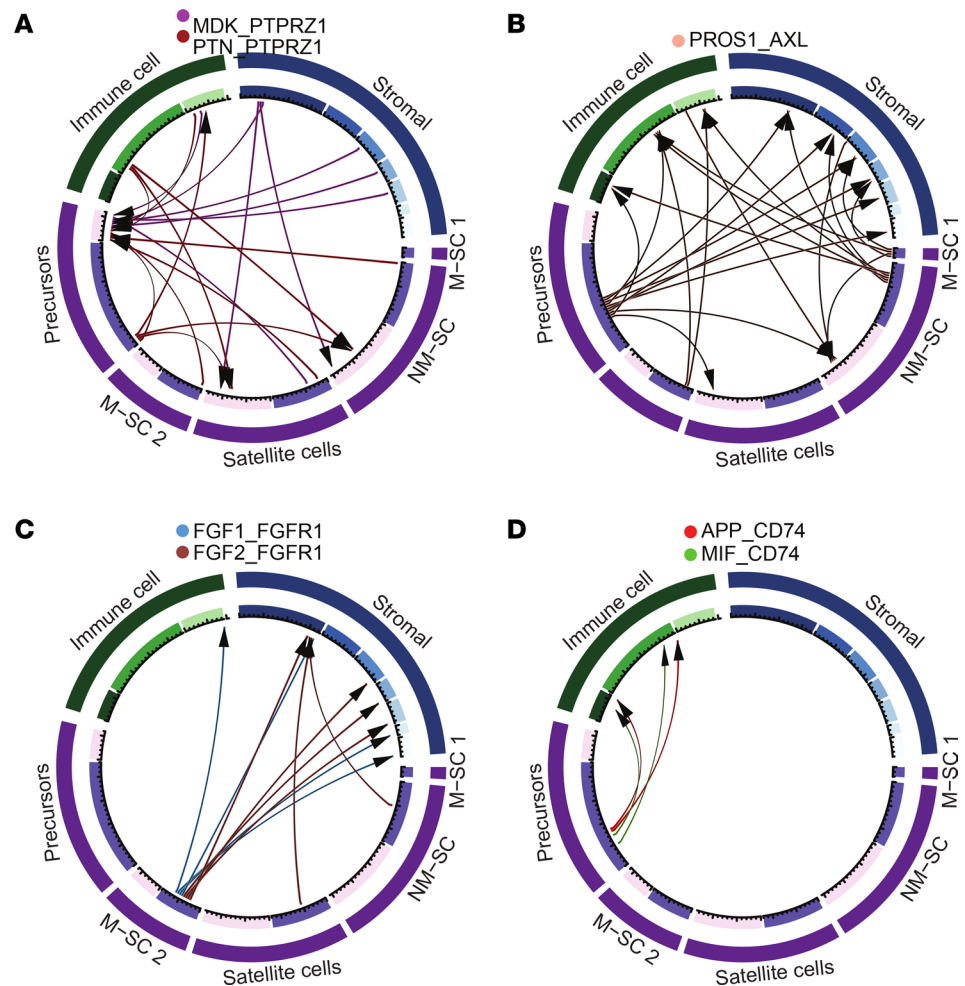 A
MDK_PTPRZ1
PTN_PTPRZ1
Immune cell
Stromal
M-SC 1
NM-SC
Satellite cells
M-SC 2
Precursors
B
PROS1_AXL
Immune cell
Stromal
M-SC 1
NM-SC
Satellite cells
M-SC 2
Precursors
C
FGF1_FGFR1
FGF2_FGFR1
Immune cell
Stromal
M-SC 1
NM-SC
Satellite cells
M-SC 2
Precursors
D
APP_CD74
MIF_CD74
Immune cell
Stromal
M-SC 1
NM-SC
Satellite cells
M-SC 2
Precursors